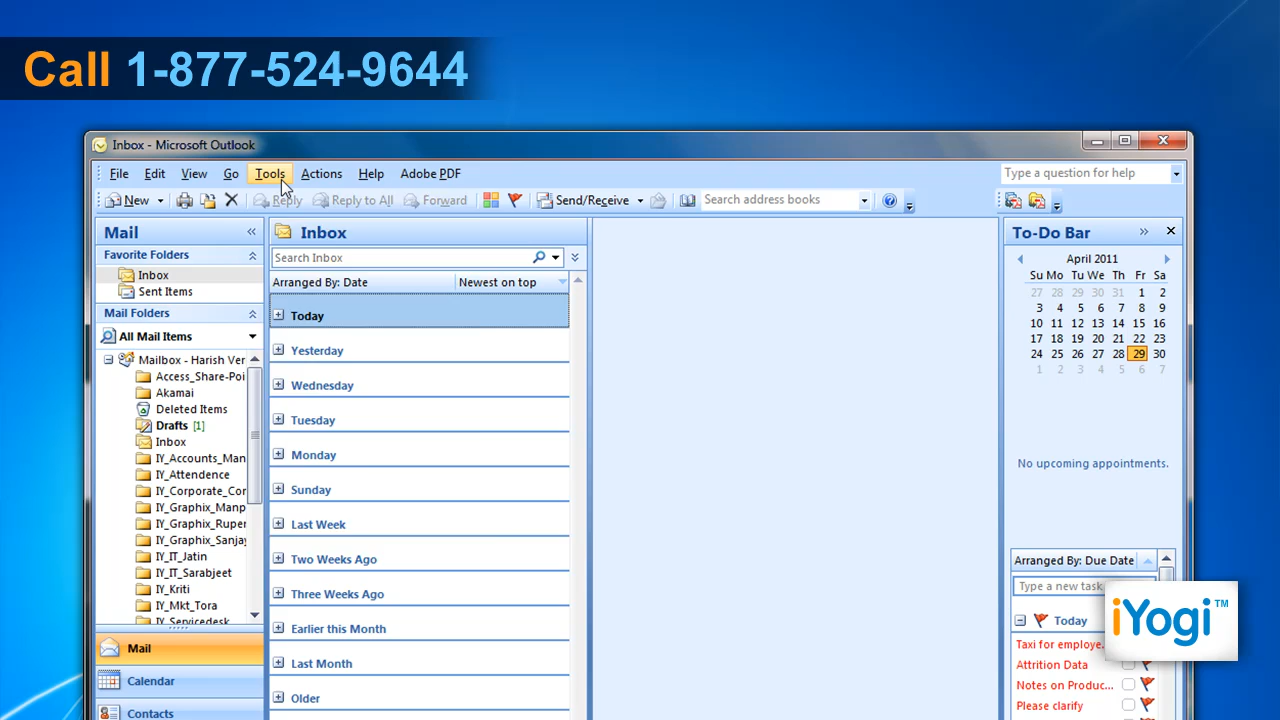 Call 1-877-524-9644
Inbox - Microsoft Outlook
File Edit View Go Tools Actions Help Adobe PDF
Type a question for help
New Reply Reply to All Forward Send/Receive Search address books
Mail
Favorite Folders
Inbox
Sent Items
Mail Folders
All Mail Items
Mailbox - Harish Ver
Access_Share-Poi
Akamai
Deleted Items
Drafts [1]
Inbox
IY_Accounts_Man
IY_Attendence
IY_Corporate_Cor
IY_Graphix_Manp
IY_Graphix_Ruper
IY_Graphix_Sanjay
IY_IT_Jatin
IY_IT_Sarabjeet
IY_Kriti
IY_Mkt_Tora
IY_Servicedesk
Mail
Calendar
Contacts
Inbox
Search Inbox
Arranged By: Date Newest on top
Today
Yesterday
Wednesday
Tuesday
Monday
Sunday
Last Week
Two Weeks Ago
Three Weeks Ago
Earlier this Month
Last Month
Older
To-Do Bar
April 2011
Su Mo Tu We Th Fr Sa
27 28 29 30 31 1 2
3 4 5 6 7 8 9
10 11 12 13 14 15 16
17 18 19 20 21 22 23
24 25 26 27 28 29 30
1 2 3 4 5 6 7
No upcoming appointments.
Arranged By: Due Date
Type a new task
Today
Taxi for employe...
Attrition Data
Notes on Produc...
Please clarify
iYogi™